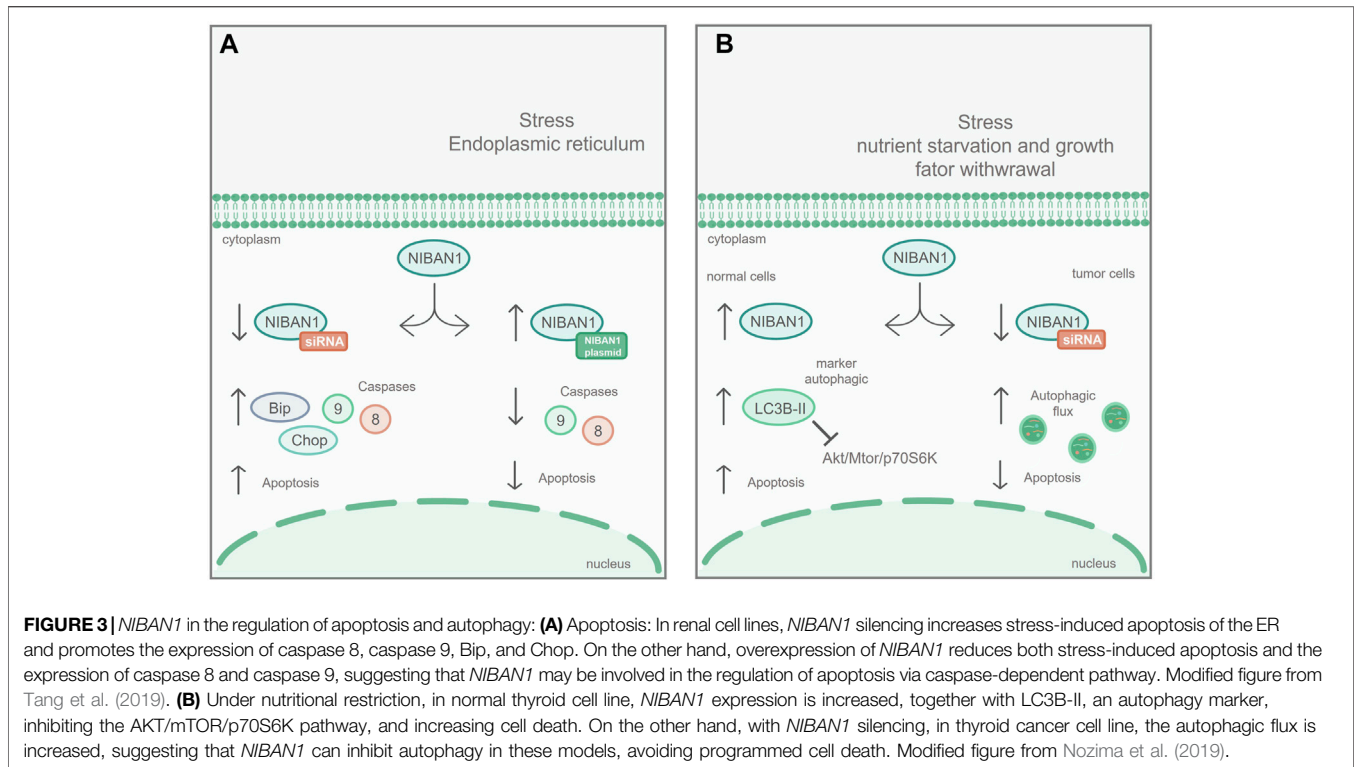 A
Stress
Endoplasmic reticulum
cytoplasm
NIBAN1
NIBAN1
siRNA
NIBAN1
NIBAN1
plasmid
Caspases
Bip
9
8
Chop
Caspases
9
8
Apoptosis
Apoptosis
nucleus
B
Stress
nutrient starvation and growth
fator withwrawal
cytoplasm
NIBAN1
normal cells
tumor cells
NIBAN1
NIBAN1
siRNA
marker
autophagic
LC3B-II
Akt/Mtor/p70S6K
Autophagic
flux
Apoptosis
Apoptosis
nucleus
FIGURE 3 | NIBAN1 in the regulation of apoptosis and autophagy: (A) Apoptosis: In renal cell lines, NIBAN1 silencing increases stress-induced apoptosis of the ER
and promotes the expression of caspase 8, caspase 9, Bip, and Chop. On the other hand, overexpression of NIBAN1 reduces both stress-induced apoptosis and the
expression of caspase 8 and caspase 9, suggesting that NIBAN1 may be involved in the regulation of apoptosis via caspase-dependent pathway. Modified figure from
Tang et al. (2019). (B) Under nutritional restriction, in normal thyroid cell line, NIBAN1 expression is increased, together with LC3B-II, an autophagy marker,
inhibiting the AKT/mTOR/p70S6K pathway, and increasing cell death. On the other hand, with NIBAN1 silencing, in thyroid cancer cell line, the autophagic flux is
increased, suggesting that NIBAN1 can inhibit autophagy in these models, avoiding programmed cell death. Modified figure from Nozima et al. (2019).